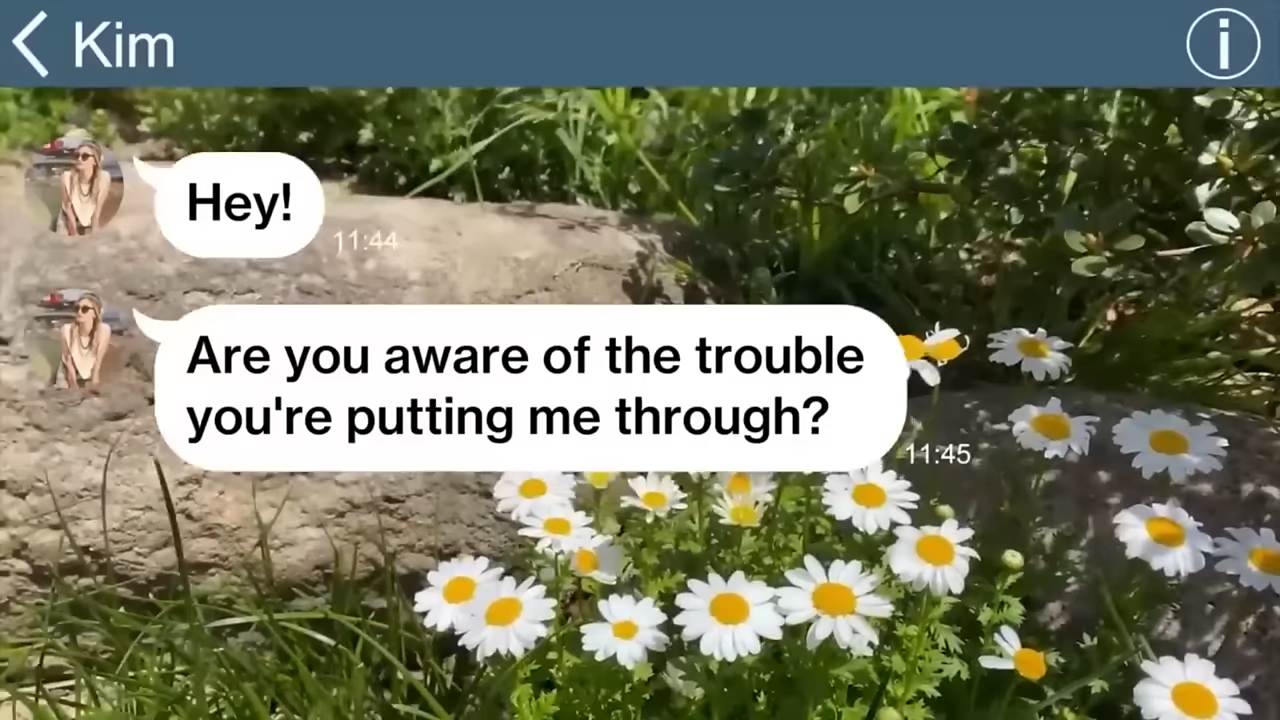 Kim
Hey!
11:44
Are you aware of the trouble
you're putting me through?
11:45